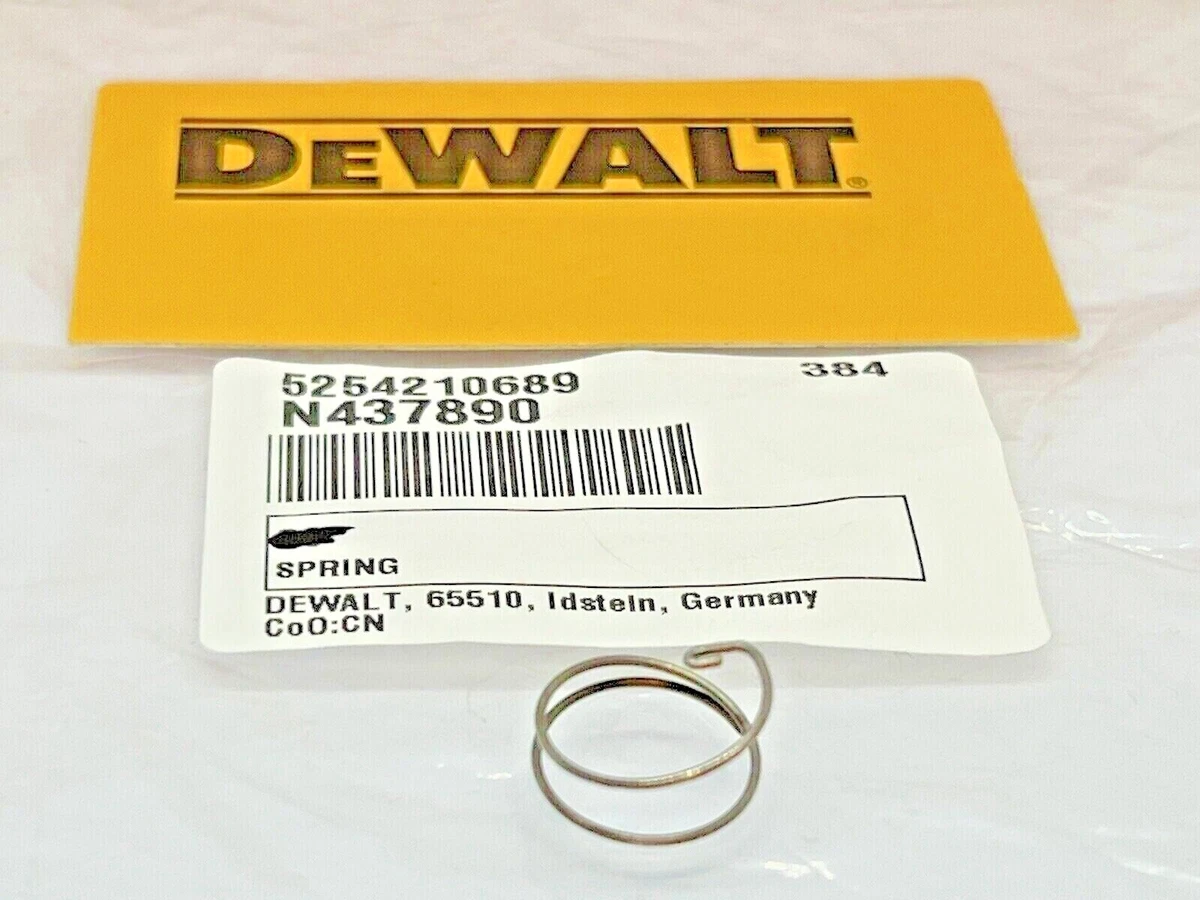 DEWALT®
5254210689 384
N437890
SPRING
DEWALT, 65510, Idstein, Germany
CoO:CN